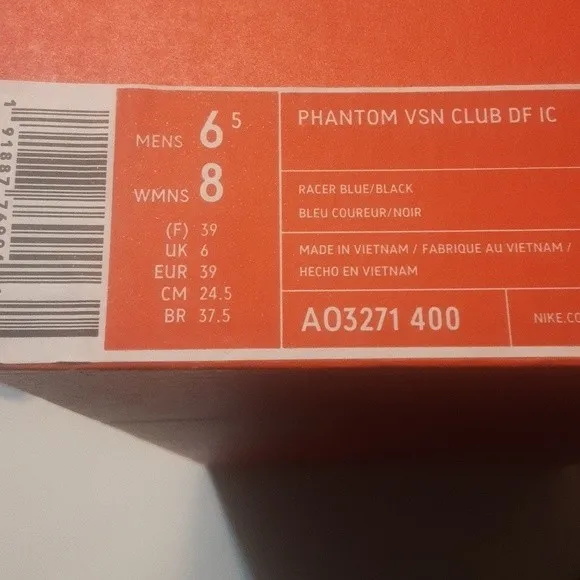 MENS 6 5
WMNS 8
(F) 39
UK 6
EUR 39
CM 24.5
BR 37.5
PHANTOM VSN CLUB DF IC
RACER BLUE/BLACK
BLEU COUREUR/NOIR
MADE IN VIETNAM / FABRIQUE AU VIETNAM /
HECHO EN VIETNAM
AO3271 400